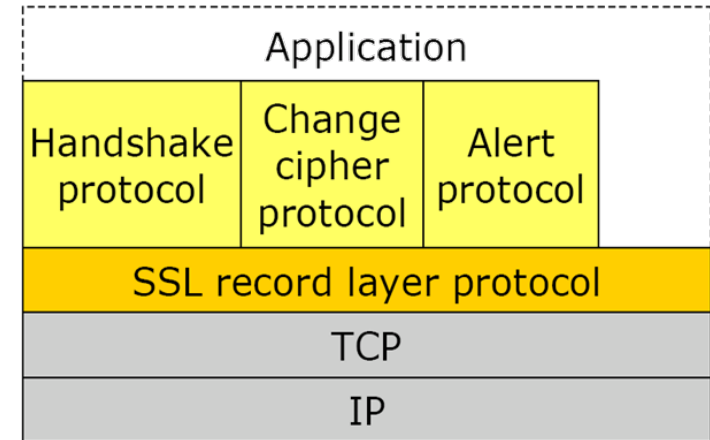 Application
Handshake
protocol
Change
cipher
protocol
Alert
protocol
SSL record layer protocol
TCP
IP